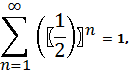 ∑_{n=1}^{∞} (〖(1/2)〗)^n = 1,